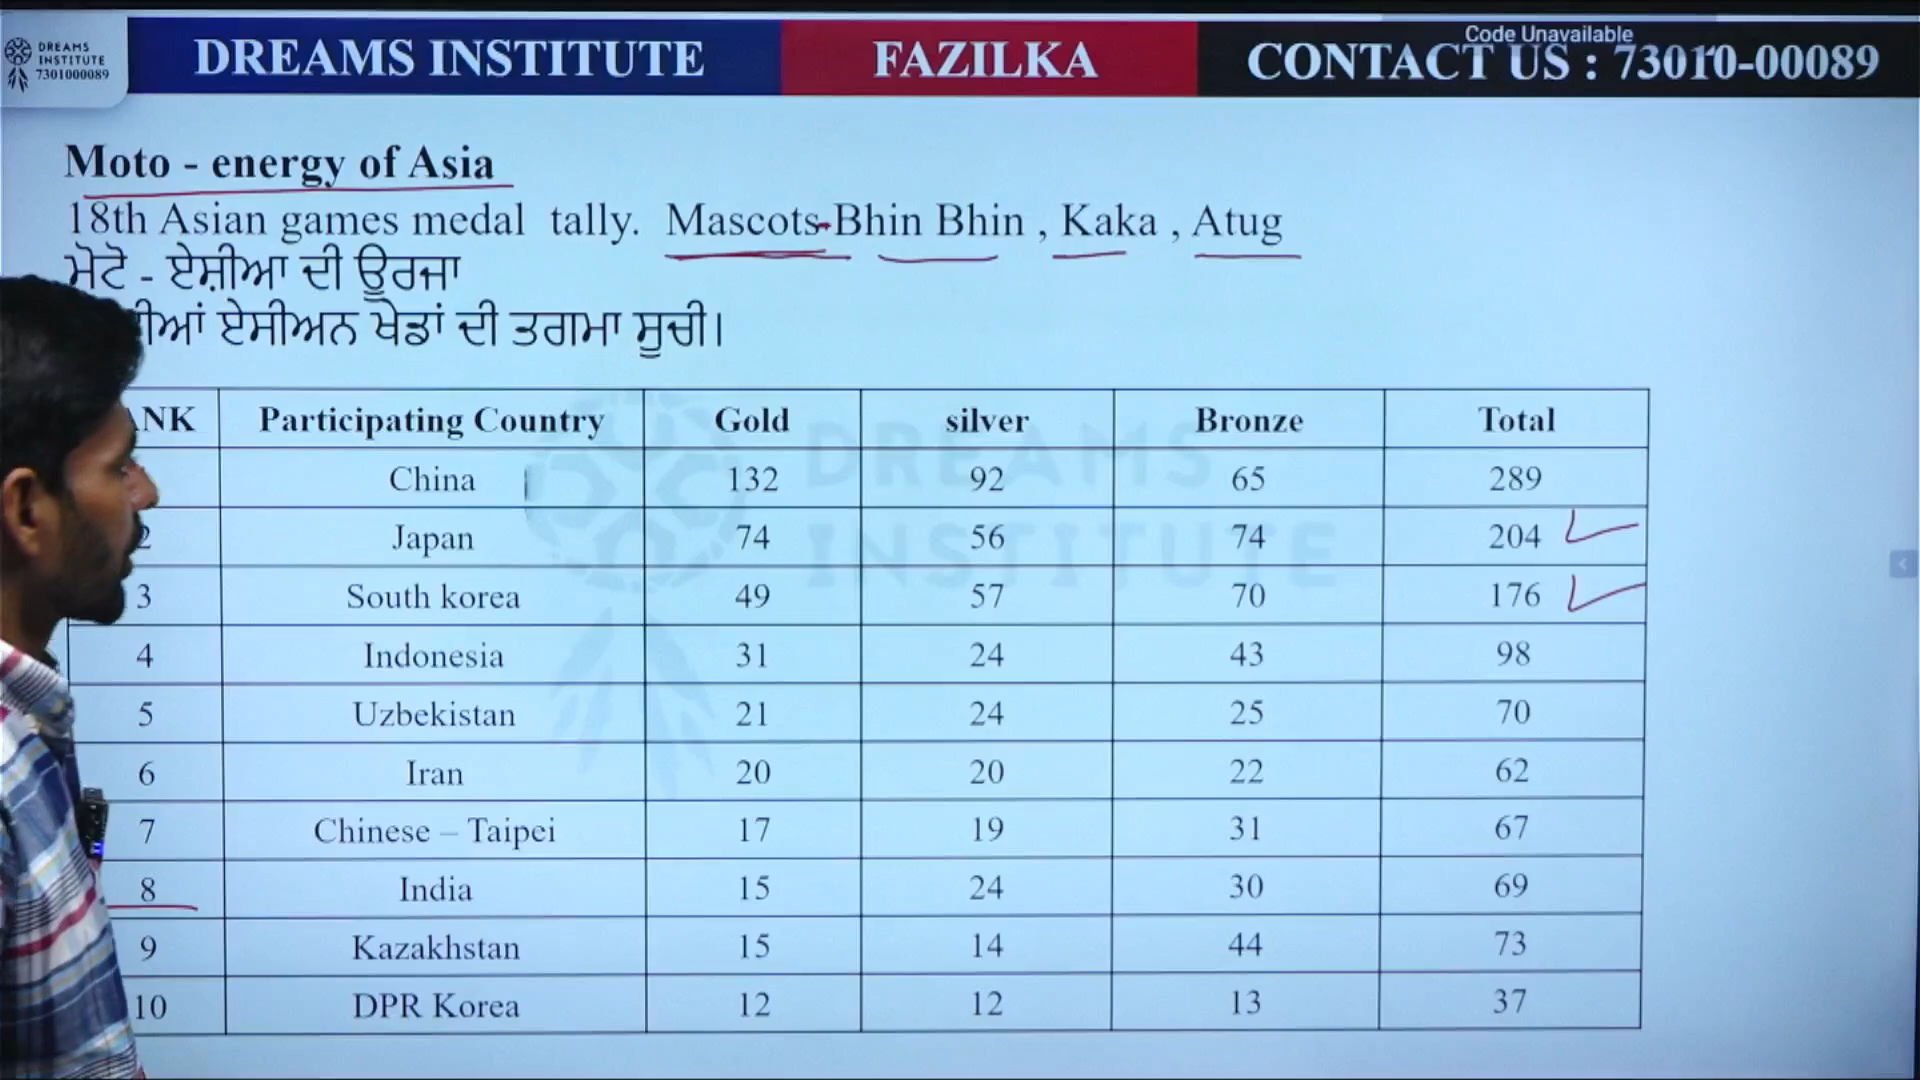 DREAMS
INSTITUTE
7301000089
DREAMS INSTITUTE FAZILKA CONTACT US : 73010-00089
Code Unavailable
Moto - energy of Asia
18th Asian games medal tally. Mascots-Bhin Bhin , Kaka , Atug
ਮੋਟੋ - ਏਸ਼ੀਆ ਦੀ ਊਰਜਾ
ਏਸੀਅਨ ਖੇਡਾਂ ਦੀ ਤਗਮਾ ਸੂਚੀ।
Participating Country Gold silver Bronze Total
China 132 92 65 289
2 Japan 74 56 74 204
3 South korea 49 57 70 176
4 Indonesia 31 24 43 98
5 Uzbekistan 21 24 25 70
6 Iran 20 20 22 62
7 Chinese – Taipei 17 19 31 67
8 India 15 24 30 69
9 Kazakhstan 15 14 44 73
10 DPR Korea 12 12 13 37
DREAMS
INSTITUTE